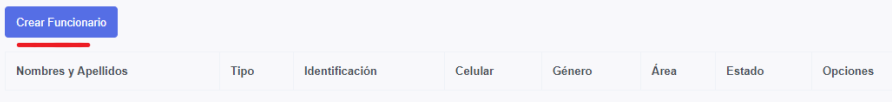 Crear Funcionario
Nombres y Apellidos Tipo Identificación Celular Género Área Estado Opciones